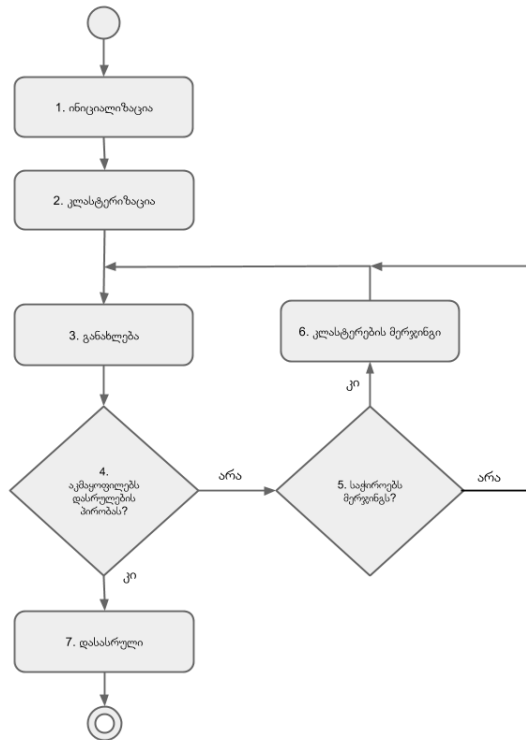 1. ინიციალიზაცია
2. კლასტერიზაცია
3. განახლება
6. კლასტერების მერჯინგი
კი
4.
აკმაყოფილებს
დასრულების
პირობას?
არა
5. საჭიროებს
მერჯინგს?
არა
კი
7. დასასრული